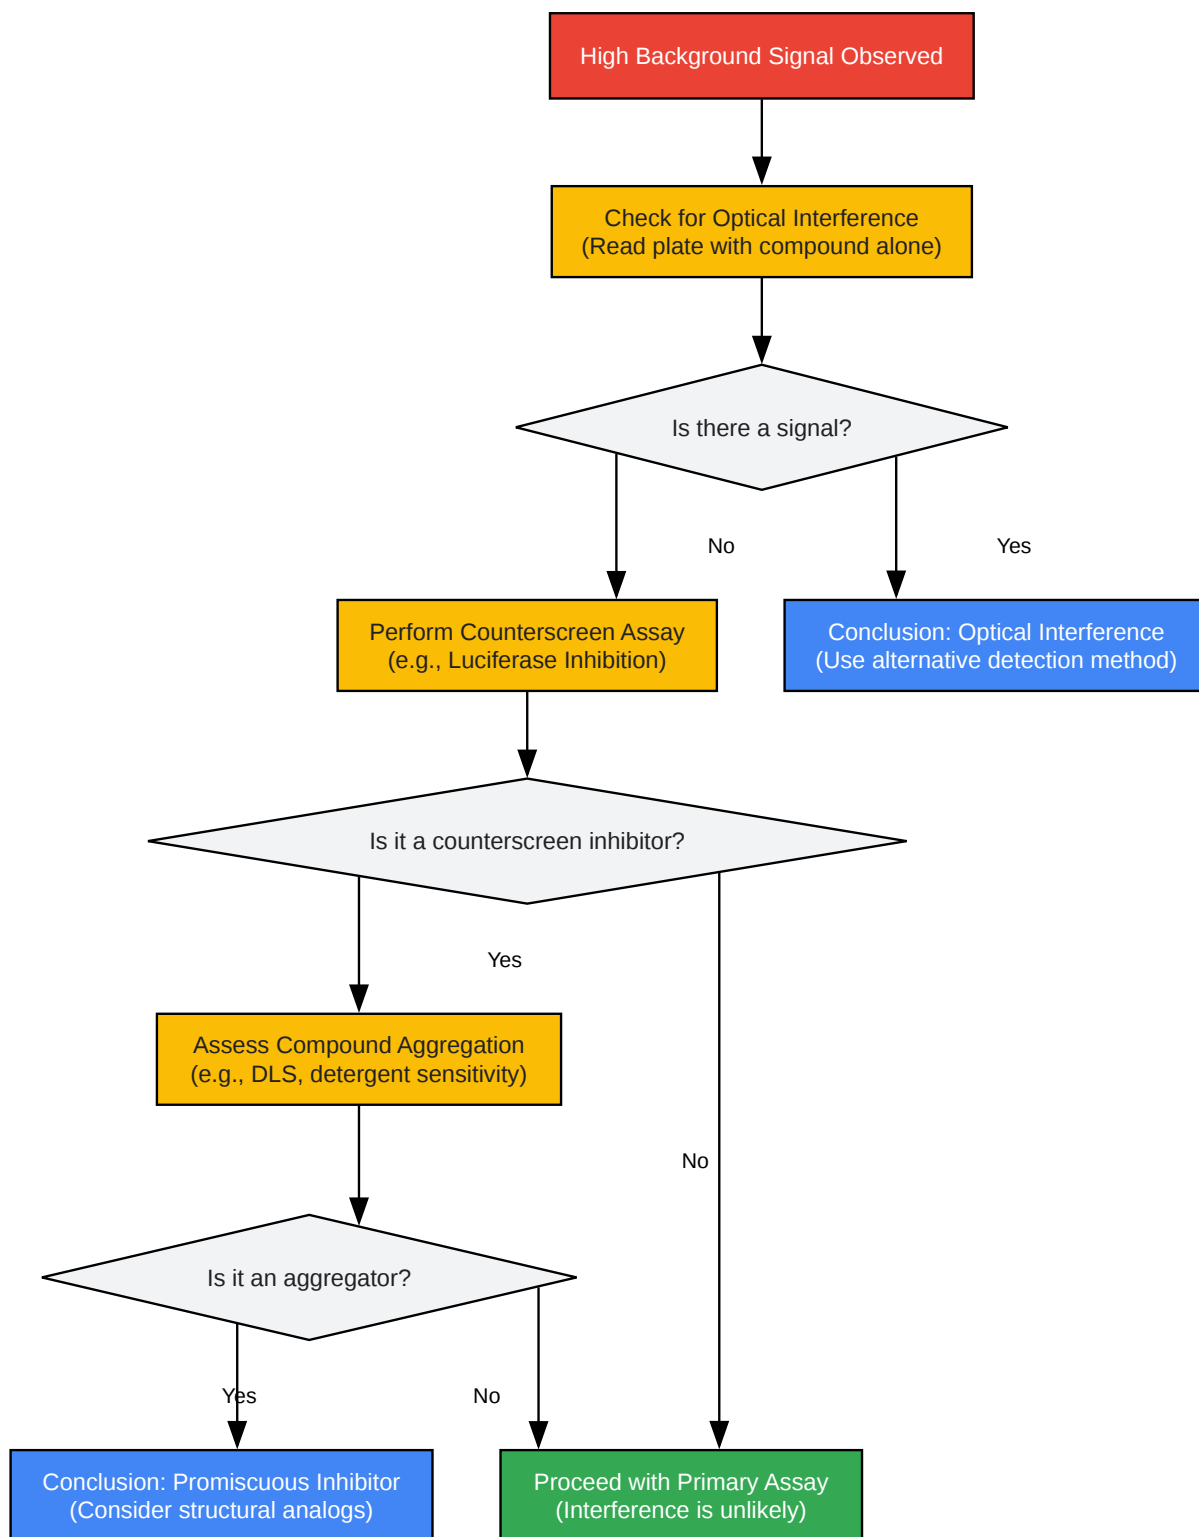 High Background Signal Observed
Check for Optical Interference
(Read plate with compound alone)
Is there a signal?
No
Yes
Perform Counterscreen Assay
(e.g., Luciferase Inhibition)
Conclusion: Optical Interference
(Use alternative detection method)
Is it a counterscreen inhibitor?
Yes
Assess Compound Aggregation
(e.g., DLS, detergent sensitivity)
No
Is it an aggregator?
Yes
No
Conclusion: Promiscuous Inhibitor
(Consider structural analogs)
Proceed with Primary Assay
(Interference is unlikely)